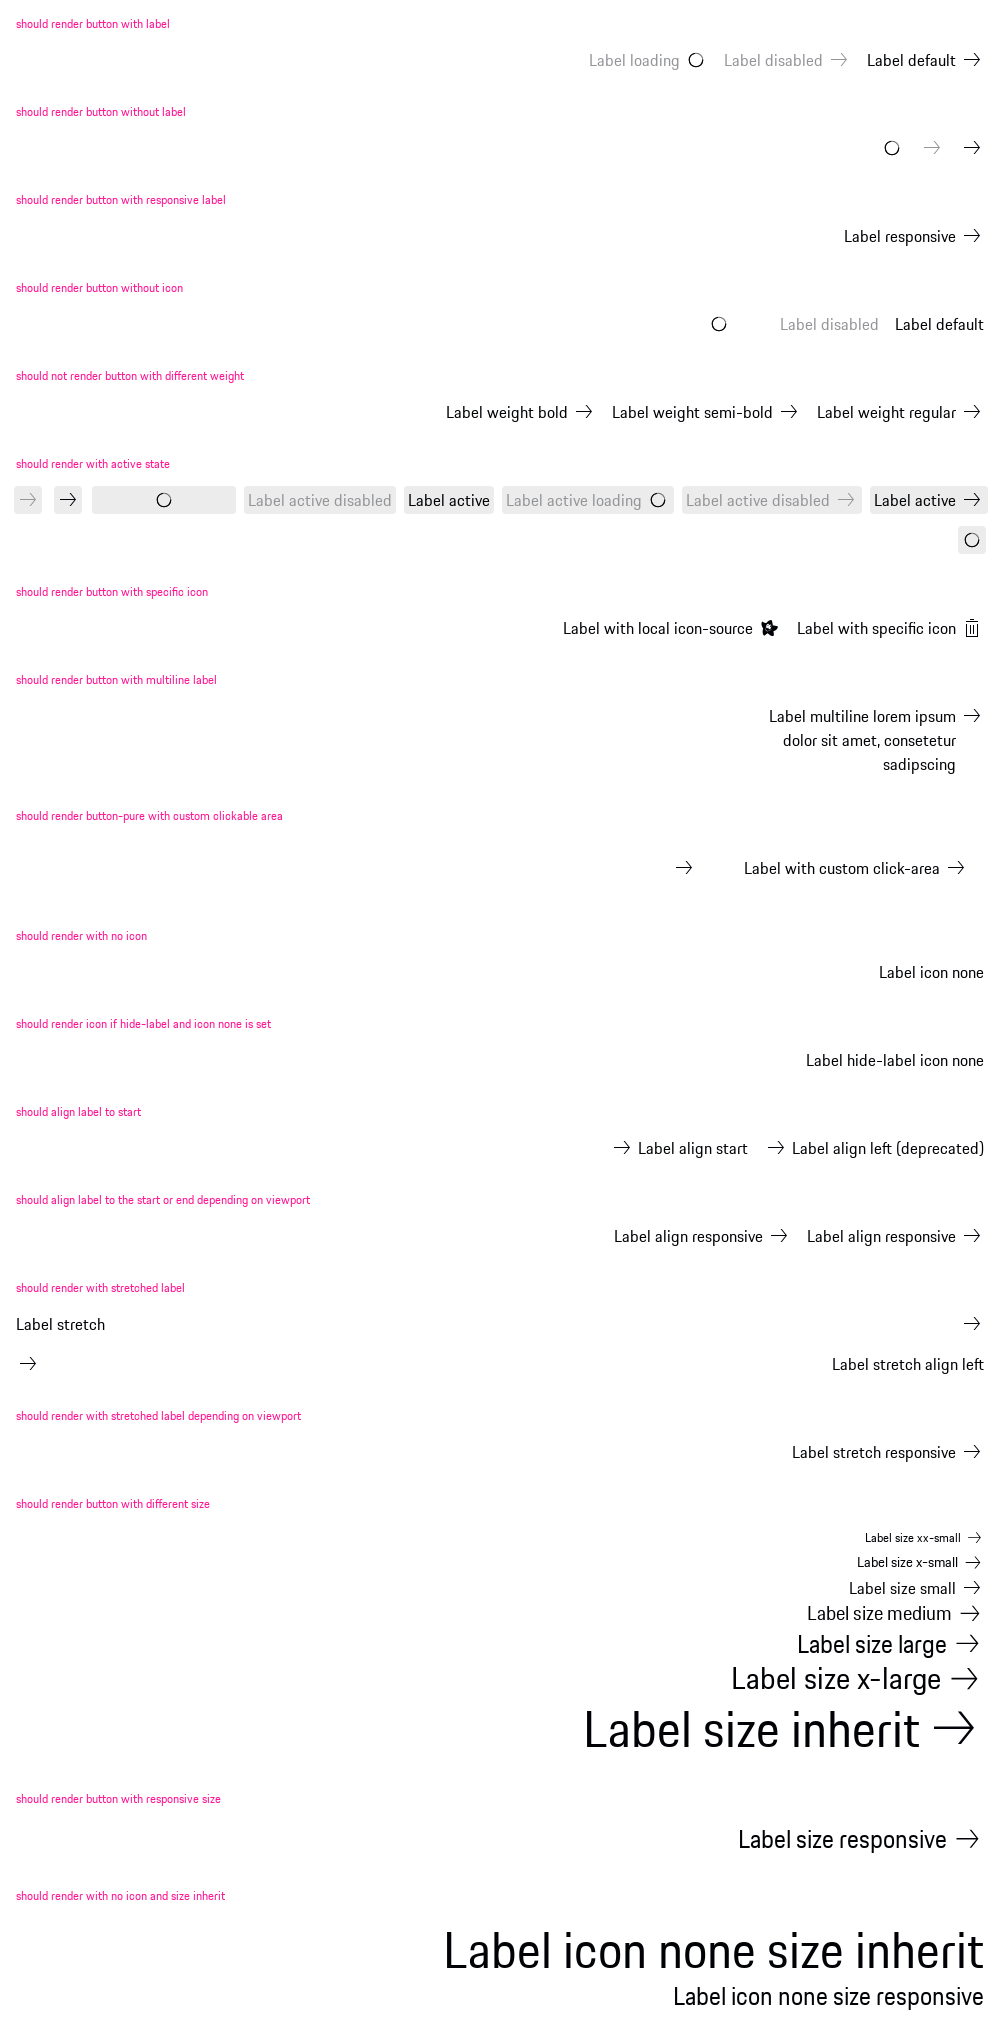 should render button with label
Label loading Label disabled Label default
should render button without label
should render button with responsive label
Label responsive
should render button without icon
Label disabled Label default
should not render button with different weight
Label weight bold Label weight semi-bold Label weight regular
should render with active state
Label active disabled Label active Label active loading Label active disabled Label active
should render button with specific icon
Label with local icon-source Label with specific icon
should render button with multiline label
Label multiline lorem ipsum
dolor sit amet, consetetur
sadipscing
should render button-pure with custom clickable area
Label with custom click-area
should render with no icon
Label icon none
should render icon if hide-label and icon none is set
Label hide-label icon none
should align label to start
Label align start Label align left (deprecated)
should align label to the start or end depending on viewport
Label align responsive Label align responsive
should render with stretched label
Label stretch
Label stretch align left
should render with stretched label depending on viewport
Label stretch responsive
should render button with different size
Label size xx-small
Label size x-small
Label size small
Label size medium
Label size large
Label size x-large
Label size inherit
should render button with responsive size
Label size responsive
should render with no icon and size inherit
Label icon none size inherit
Label icon none size responsive